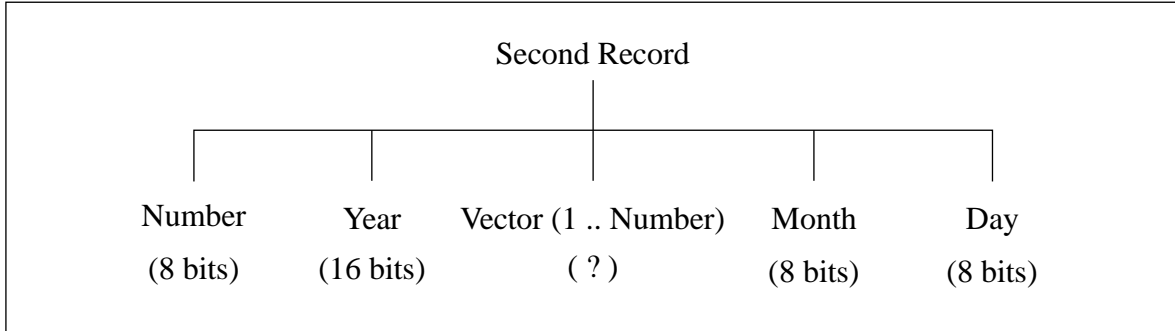 Second Record
Number Year Vector (1 .. Number) Month Day
(8 bits) (16 bits) ( ? ) (8 bits) (8 bits)